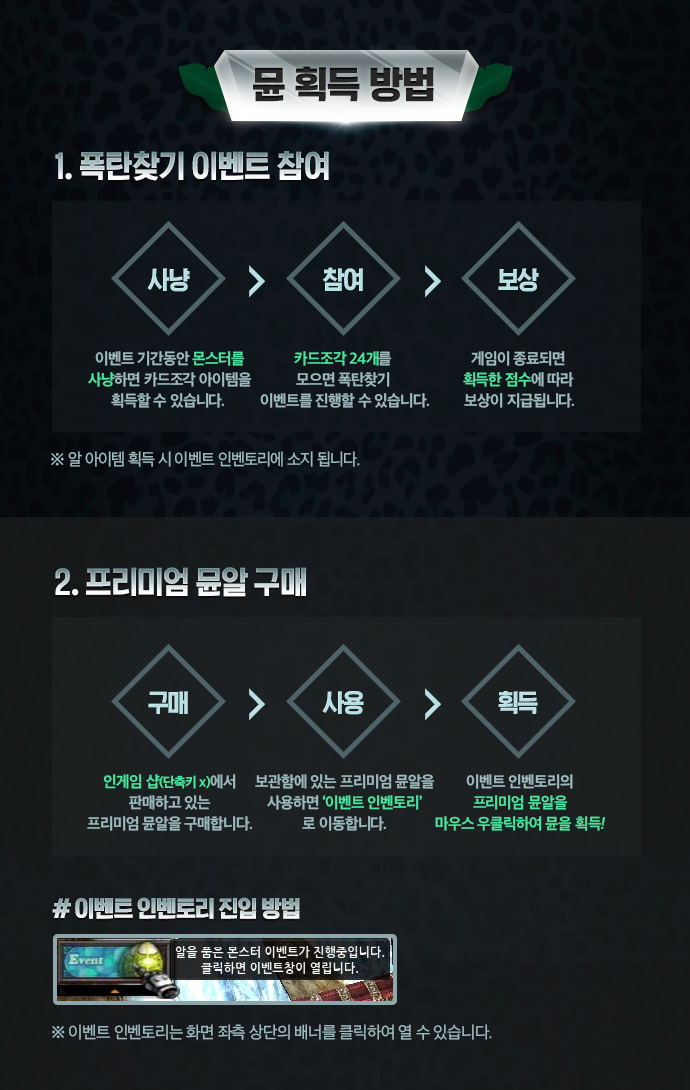 뮨 획득 방법
1. 폭탄찾기 이벤트 참여
사냥
참여
보상
이벤트 기간동안 몬스터를
사냥하면 카드조각 아이템을
획득할 수 있습니다.
카드조각 24개를
모으면 폭탄찾기
이벤트를 진행할 수 있습니다.
게임이 종료되면
획득한 점수에 따라
보상이 지급됩니다.
※ 알 아이템 획득 시 이벤트 인벤토리에 소지 됩니다.
2. 프리미엄 뮨알 구매
구매
사용
획득
인게임 샵(단축키 x)에서
판매하고 있는
프리미엄 뮨알을 구매합니다.
보관함에 있는 프리미엄 뮨알을
사용하면 '이벤트 인벤토리'
로 이동합니다.
이벤트 인벤토리의
프리미엄 뮨알을
마우스 우클릭하여 뮨을 획득!
# 이벤트 인벤토리 진입 방법
Event
알을 품은 몬스터 이벤트가 진행중입니다.
클릭하면 이벤트창이 열립니다.
※ 이벤트 인벤토리는 화면 좌측 상단의 배너를 클릭하여 열 수 있습니다.